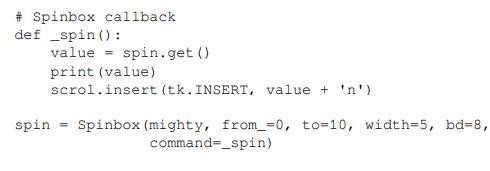 # Spinbox callback
def _spin():
    value = spin.get()
    print(value)
    scrol.insert(tk.INSERT, value + 'n')
spin = Spinbox(mighty, from_=0, to=10, width=5, bd=8,
               command=_spin)